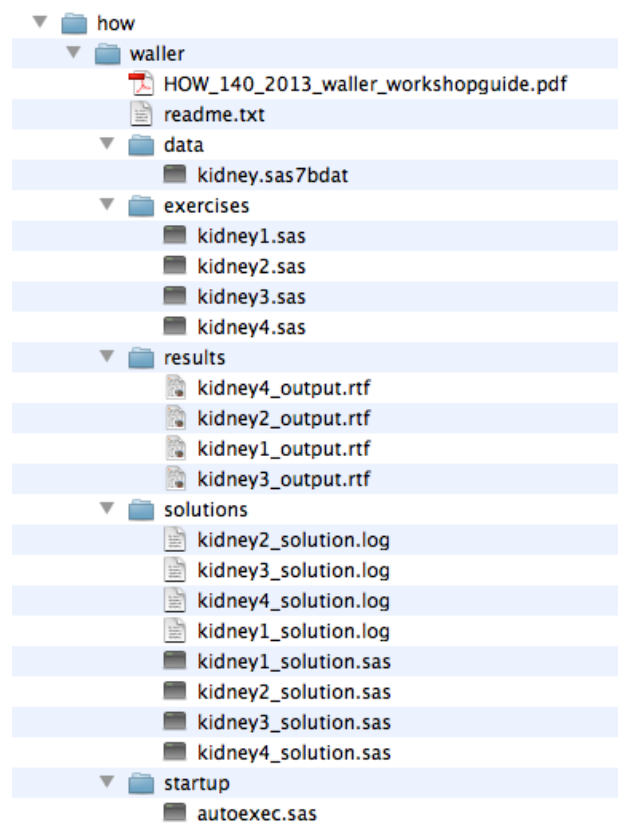 how
waller
HOW_140_2013_waller_workshopguide.pdf
readme.txt
data
kidney.sas7bdat
exercises
kidney1.sas
kidney2.sas
kidney3.sas
kidney4.sas
results
kidney4_output.rtf
kidney2_output.rtf
kidney1_output.rtf
kidney3_output.rtf
solutions
kidney2_solution.log
kidney3_solution.log
kidney4_solution.log
kidney1_solution.log
kidney1_solution.sas
kidney2_solution.sas
kidney3_solution.sas
kidney4_solution.sas
startup
autoexec.sas